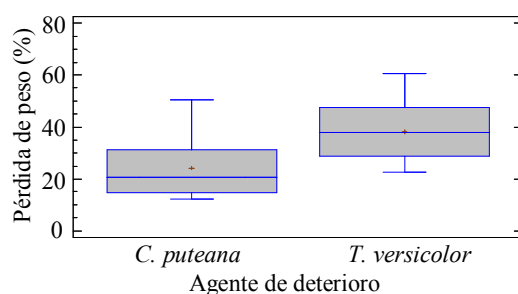 Pérdida de peso (%)
80
60
40
20
0
C. puteana T. versicolor
Agente de deterioro